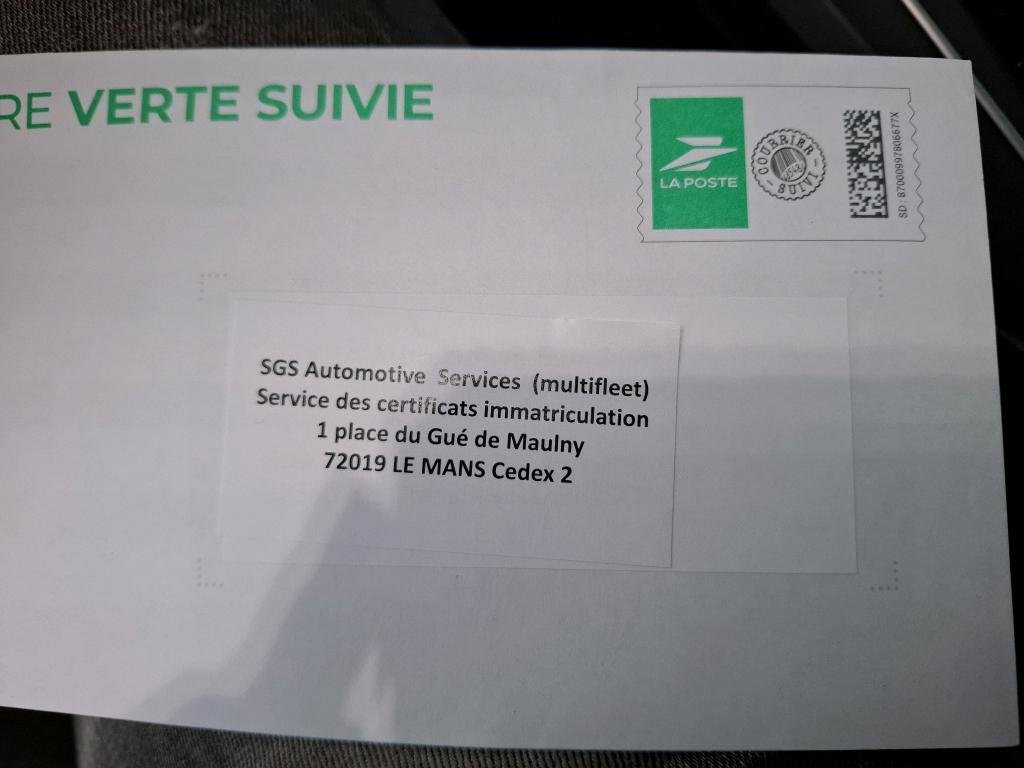 RE VERTE SUIVIE
LA POSTE
COURRIER
SUIVI
SD : 87000997806677X
SGS Automotive Services (multifleet)
Service des certificats immatriculation
1 place du Gué de Maulny
72019 LE MANS Cedex 2